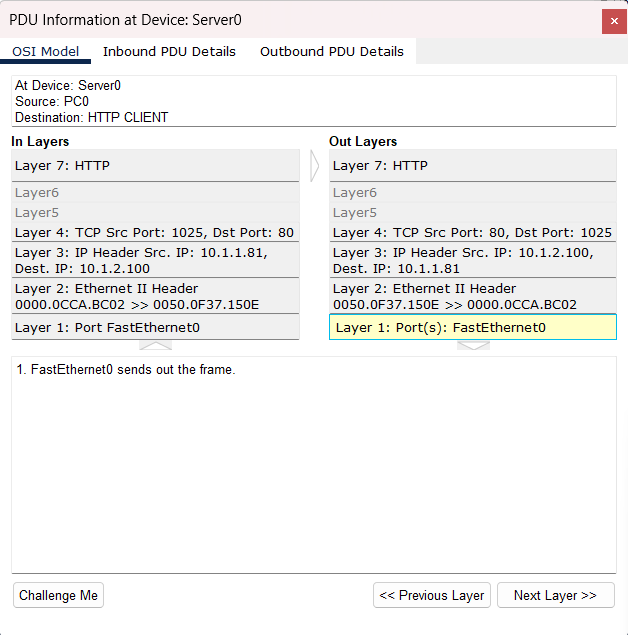 PDU Information at Device: Server0
×
OSI Model Inbound PDU Details Outbound PDU Details
At Device: Server0
Source: PC0
Destination: HTTP CLIENT
In Layers
Layer 7: HTTP
Layer6
Layer5
Layer 4: TCP Src Port: 1025, Dst Port: 80
Layer 3: IP Header Src. IP: 10.1.1.81,
Dest. IP: 10.1.2.100
Layer 2: Ethernet II Header
0000.0CCA.BC02 >> 0050.0F37.150E
Layer 1: Port FastEthernet0
Out Layers
Layer 7: HTTP
Layer6
Layer5
Layer 4: TCP Src Port: 80, Dst Port: 1025
Layer 3: IP Header Src. IP: 10.1.2.100,
Dest. IP: 10.1.1.81
Layer 2: Ethernet II Header
0050.0F37.150E >> 0000.0CCA.BC02
Layer 1: Port(s): FastEthernet0
1. FastEthernet0 sends out the frame.
Challenge Me
<< Previous Layer
Next Layer >>